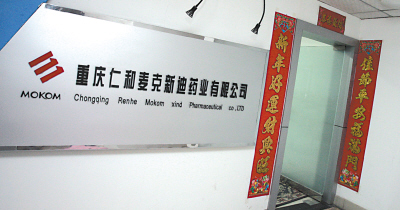 重庆仁和麦克新迪药业有限公司
MOKOM
Chongqing Renhe Mokom xind Pharmaceutical co.,LTD
新年好運財興旺
佳節平安福滿門